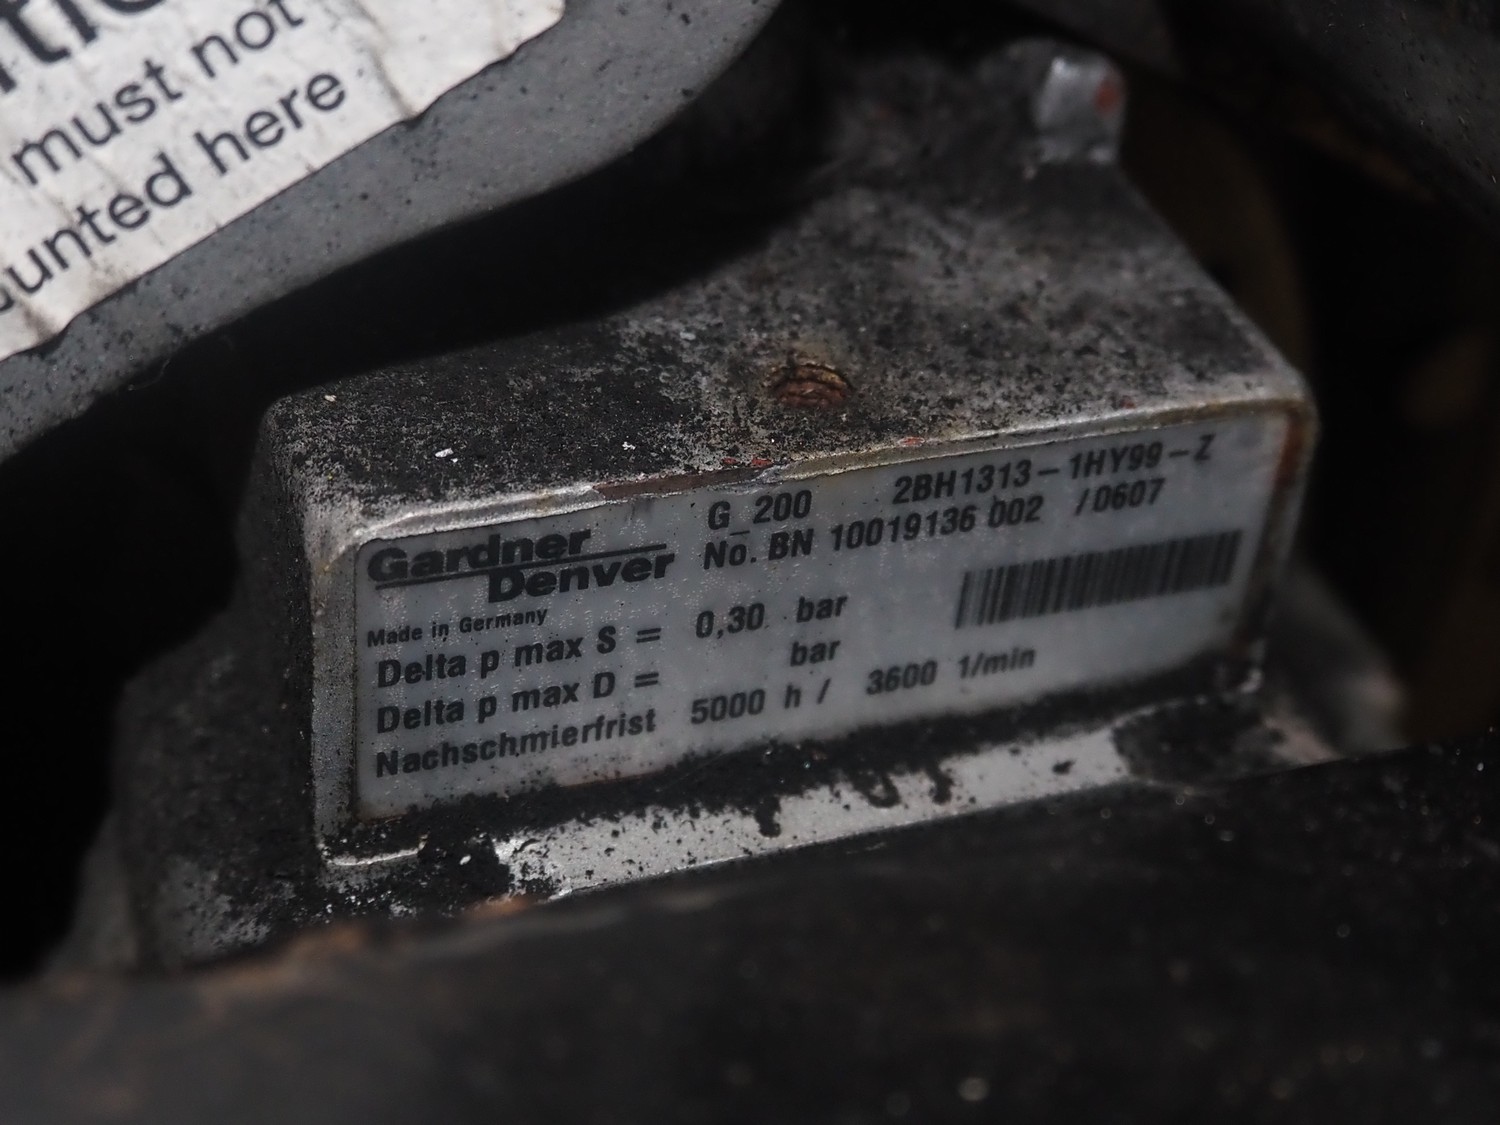 must not
unted here
Gardner
Denver
Made in Germany
G_200 2BH1313-1HY99-Z
No. BN 10019136 002 /0607
Delta p max S = 0,30 bar
Delta p max D = bar
Nachschmierfrist 5000 h / 3600 1/min